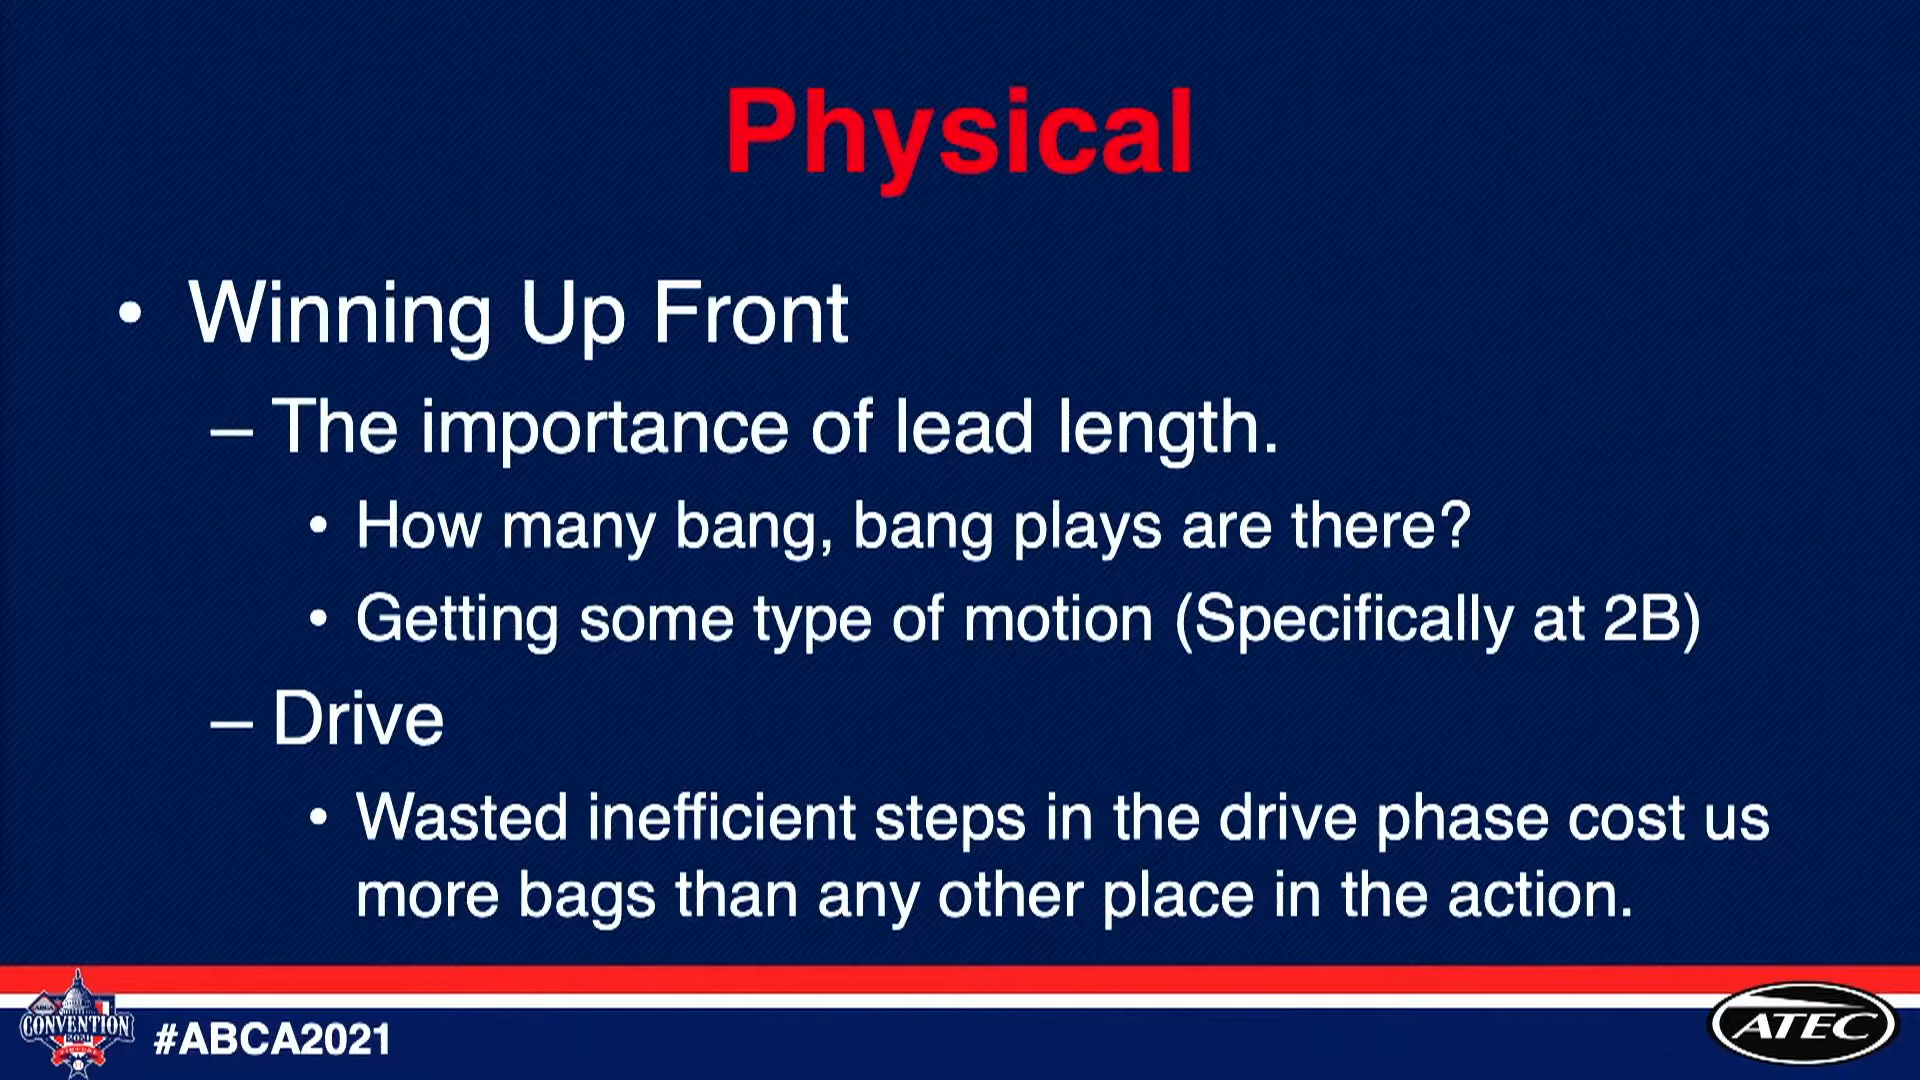 Physical
• Winning Up Front
– The importance of lead length.
• How many bang, bang plays are there?
• Getting some type of motion (Specifically at 2B)
– Drive
• Wasted inefficient steps in the drive phase cost us
more bags than any other place in the action.
ABCA
CONVENTION
2021
#ABCA2021
ATEC